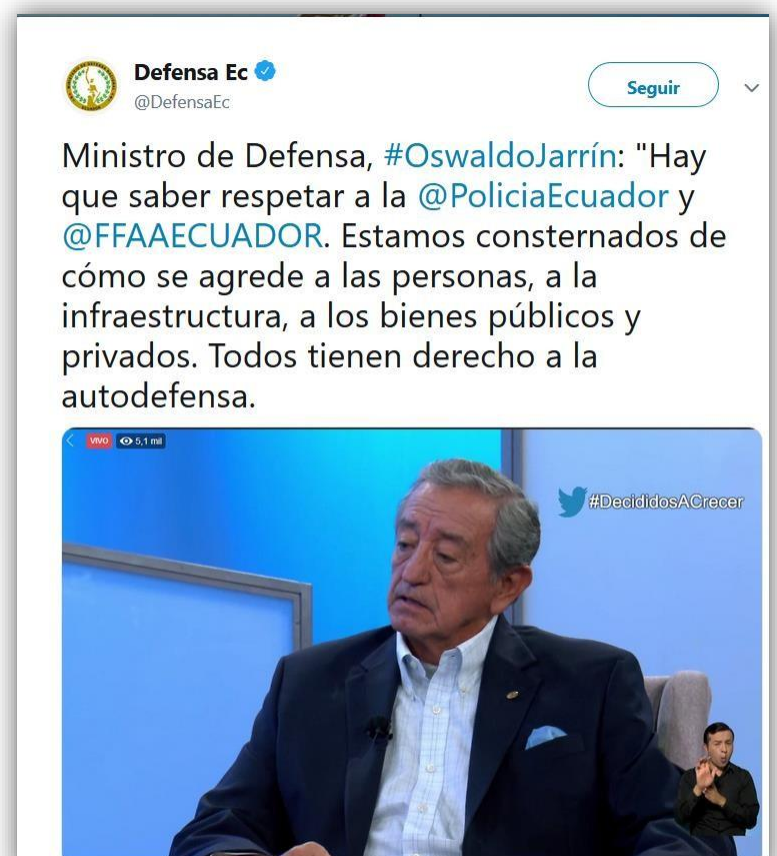 Defensa Ec
@DefensaEc
Seguir
Ministro de Defensa, #OswaldoJarrín: "Hay
que saber respetar a la @PoliciaEcuador y
@FFAAECUADOR. Estamos consternados de
cómo se agrede a las personas, a la
infraestructura, a los bienes públicos y
privados. Todos tienen derecho a la
autodefensa.
VIVO 5,1 mil
#DecididosACrecer